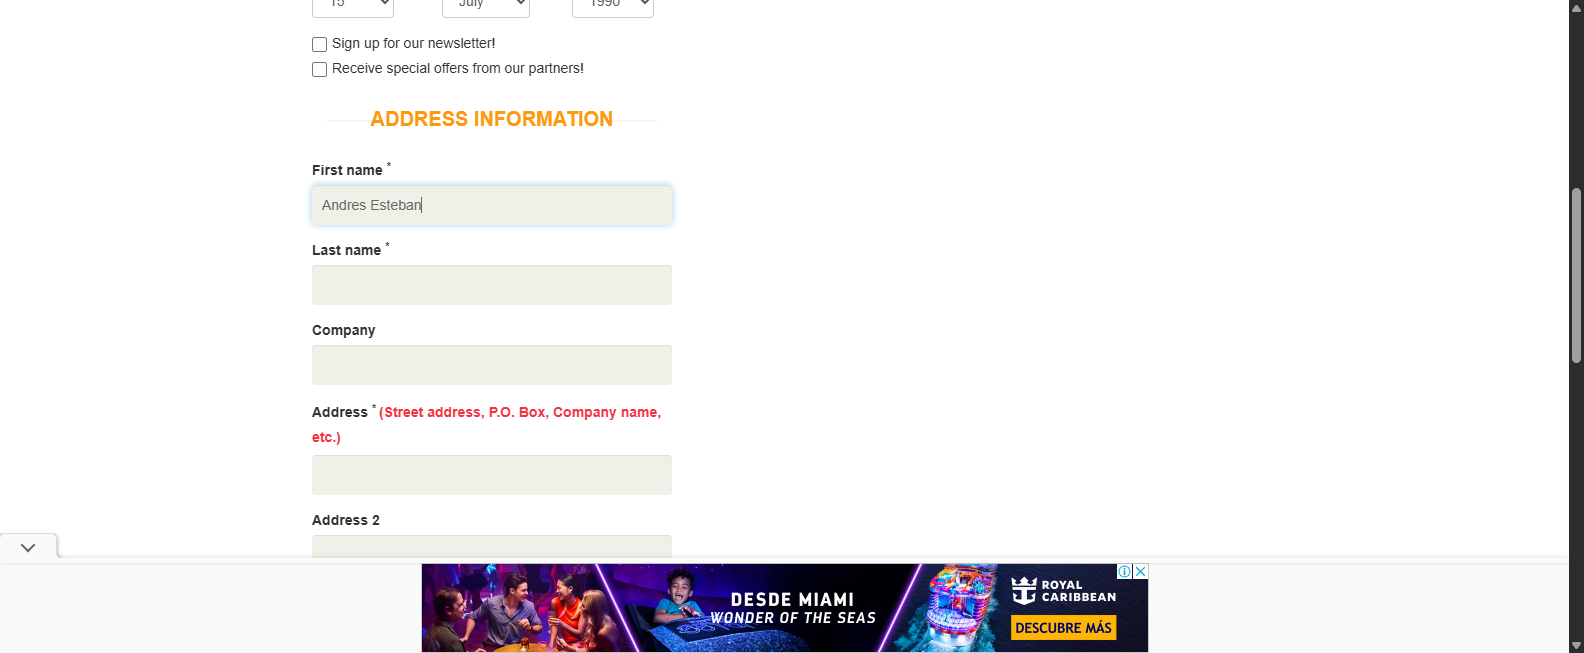 15 July 1990
Sign up for our newsletter!
Receive special offers from our partners!
ADDRESS INFORMATION
First name *
Andres Esteban
Last name *
Company
Address * (Street address, P.O. Box, Company name,
etc.)
Address 2
DESDE MIAMI
WONDER OF THE SEAS
ROYAL
CARIBBEAN
DESCUBRE MÁS